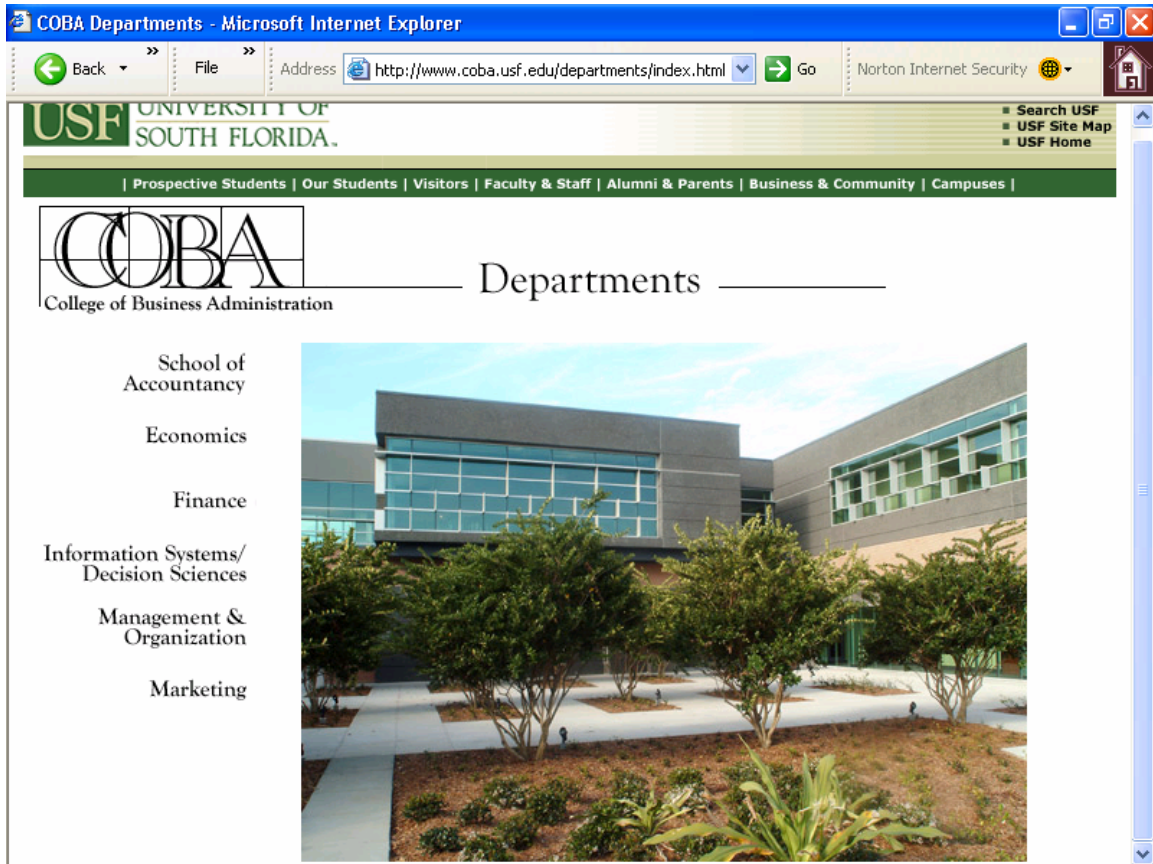 COBA Departments - Microsoft Internet Explorer
Back » File » Address http://www.coba.usf.edu/departments/index.html Go Norton Internet Security
USF UNIVERSITY OF
SOUTH FLORIDA.
Search USF
USF Site Map
USF Home
| Prospective Students | Our Students | Visitors | Faculty & Staff | Alumni & Parents | Business & Community | Campuses |
COBA
College of Business Administration
Departments
School of
Accountancy
Economics
Finance
Information Systems/
Decision Sciences
Management &
Organization
Marketing